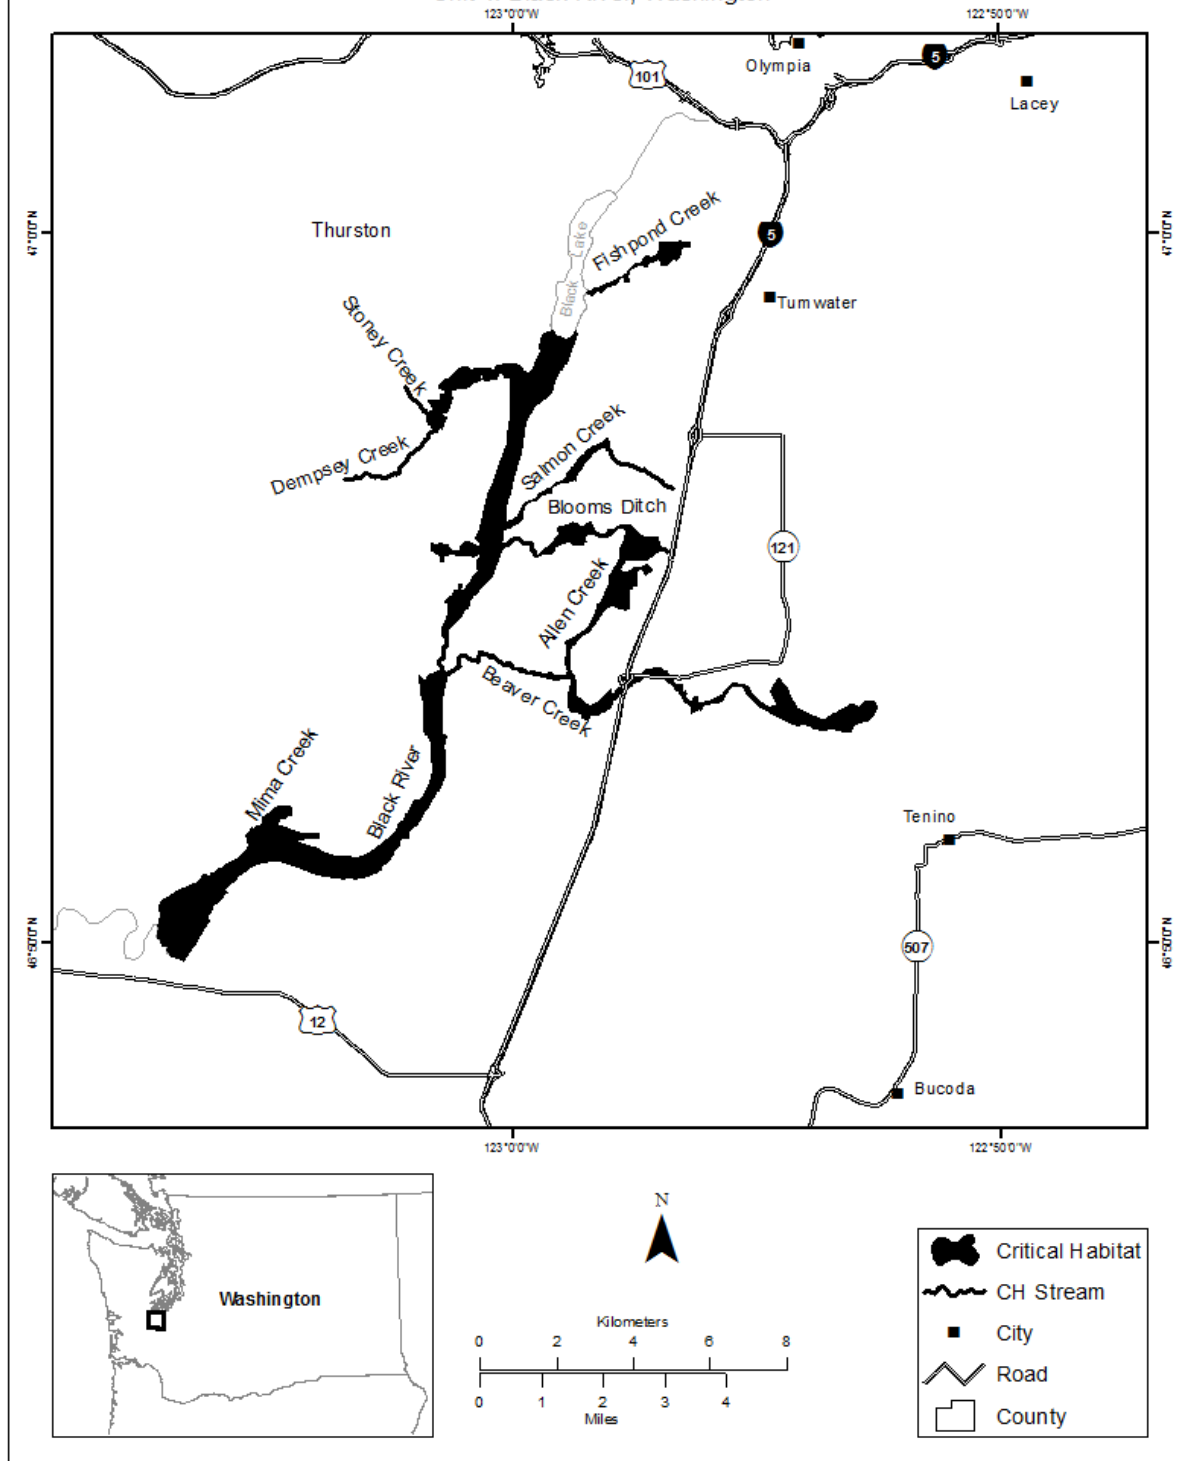 123°0'0"W
122°50'0"W
Olympia
5
101
Lacey
47°0'0"N
47°0'0"N
Thurston
Black Lake
Fishpond Creek
5
Tumwater
Stoney Creek
Dempsey Creek
Salmon Creek
Blooms Ditch
121
Allen Creek
Beaver Creek
Mima Creek
Black River
Tenino
46°50'0"N
46°50'0"N
507
12
Bucoda
123°0'0"W
122°50'0"W
Washington
N
Kilometers
0 2 4 6 8
0 1 2 3 4
Miles
Critical Habitat
CH Stream
City
Road
County